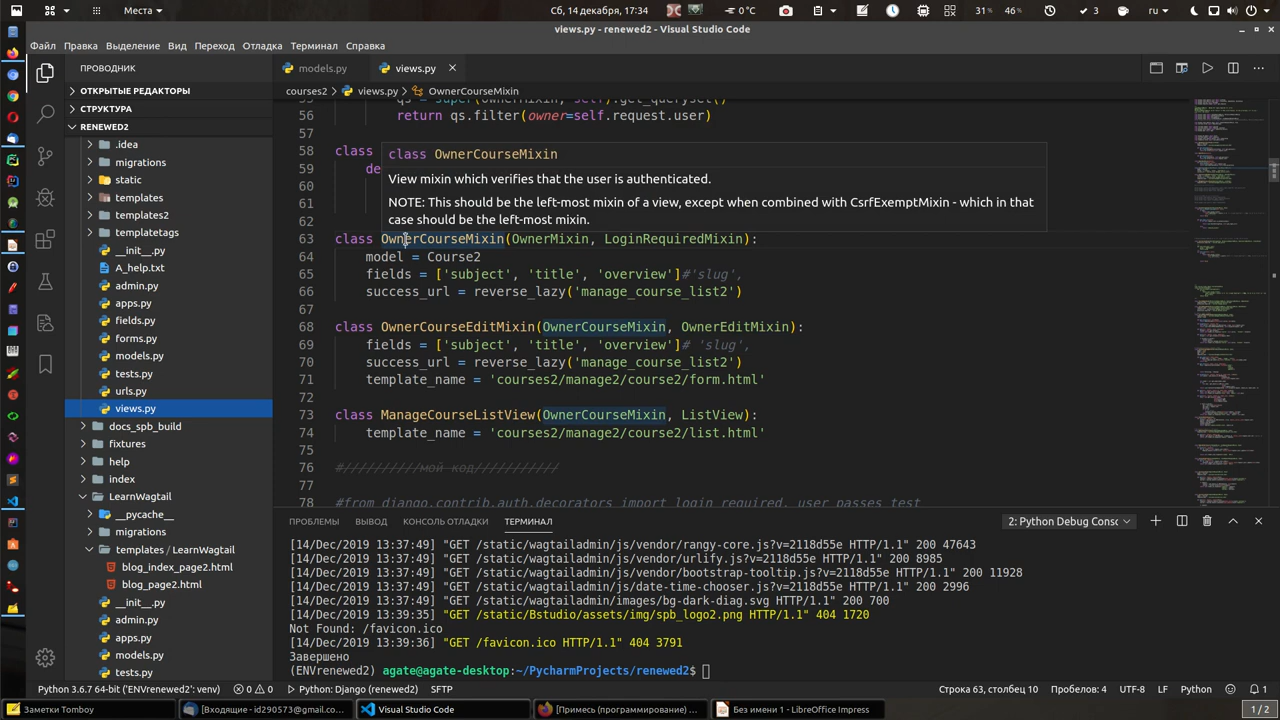 Места
Сб, 14 декабря, 17:34
0°C
31%
46%
3
ru
views.py - renewed2 - Visual Studio Code
Файл Правка Выделение Вид Переход Отладка Терминал Справка
ПРОВОДНИК
models.py
views.py
ОТКРЫТЫЕ РЕДАКТОРЫ
СТРУКТУРА
RENEWED2
.idea
migrations
static
templates
templates2
templatetags
__init__.py
A_help.txt
admin.py
apps.py
fields.py
forms.py
models.py
tests.py
urls.py
views.py
docs_spb_build
fixtures
help
index
LearnWagtail
__pycache__
migrations
templates / LearnWagtail
blog_index_page2.html
blog_page2.html
__init__.py
admin.py
apps.py
models.py
tests.py
courses2 > views.py > OwnerCourseMixin
55 qs = super(OwnerMixin, self).get_queryset()
56 return qs.filter(owner=self.request.user)
57
58 class
59 de
60
61
62
class OwnerCourseMixin
View mixin which verifies that the user is authenticated.
NOTE: This should be the left-most mixin of a view, except when combined with CsrfExemptMixin - which in that
case should be the left-most mixin.
63 class OwnerCourseMixin(OwnerMixin, LoginRequiredMixin):
64 model = Course2
65 fields = ['subject', 'title', 'overview']#'slug',
66 success_url = reverse_lazy('manage_course_list2')
67
68 class OwnerCourseEditMixin(OwnerCourseMixin, OwnerEditMixin):
69 fields = ['subject', 'title', 'overview']# 'slug',
70 success_url = reverse_lazy('manage_course_list2')
71 template_name = 'courses2/manage2/course2/form.html'
72
73 class ManageCourseListView(OwnerCourseMixin, ListView):
74 template_name = 'courses2/manage2/course2/list.html'
75
76
77
78 #from django.contrib.auth.decorators import login_required, user_passes_test
ПРОБЛЕМЫ ВЫВОД КОНСОЛЬ ОТЛАДКИ ТЕРМИНАЛ
2: Python Debug Consc
[14/Dec/2019 13:37:49] "GET /static/wagtailadmin/js/vendor/rangy-core.js?v=2118d55e HTTP/1.1" 200 47643
[14/Dec/2019 13:37:49] "GET /static/wagtailadmin/js/vendor/urlify.js?v=2118d55e HTTP/1.1" 200 8985
[14/Dec/2019 13:37:49] "GET /static/wagtailadmin/js/vendor/bootstrap-tooltip.js?v=2118d55e HTTP/1.1" 200 11928
[14/Dec/2019 13:37:49] "GET /static/wagtailadmin/js/date-time-chooser.js?v=2118d55e HTTP/1.1" 200 2996
[14/Dec/2019 13:37:49] "GET /static/wagtailadmin/images/bg-dark-diag.svg HTTP/1.1" 200 700
[14/Dec/2019 13:39:35] "GET /static/Bstudio/assets/img/spb_logo2.png HTTP/1.1" 404 1720
Not Found: /favicon.ico
[14/Dec/2019 13:39:36] "GET /favicon.ico HTTP/1.1" 404 3791
Завершено
(ENVrenewed2) agate@agate-desktop:~/PycharmProjects/renewed2$
Python 3.6.7 64-bit ('ENVrenewed2': venv) 0 0 Python: Django (renewed2) SFTP
Строка 63, столбец 10 Пробелов: 4 UTF-8 LF Python 1
Заметки Tomboy
[Входящие - id290573@gmail.co...
Visual Studio Code
[Примесь (программирование)...
Без имени 1 - LibreOffice Impress
1/2